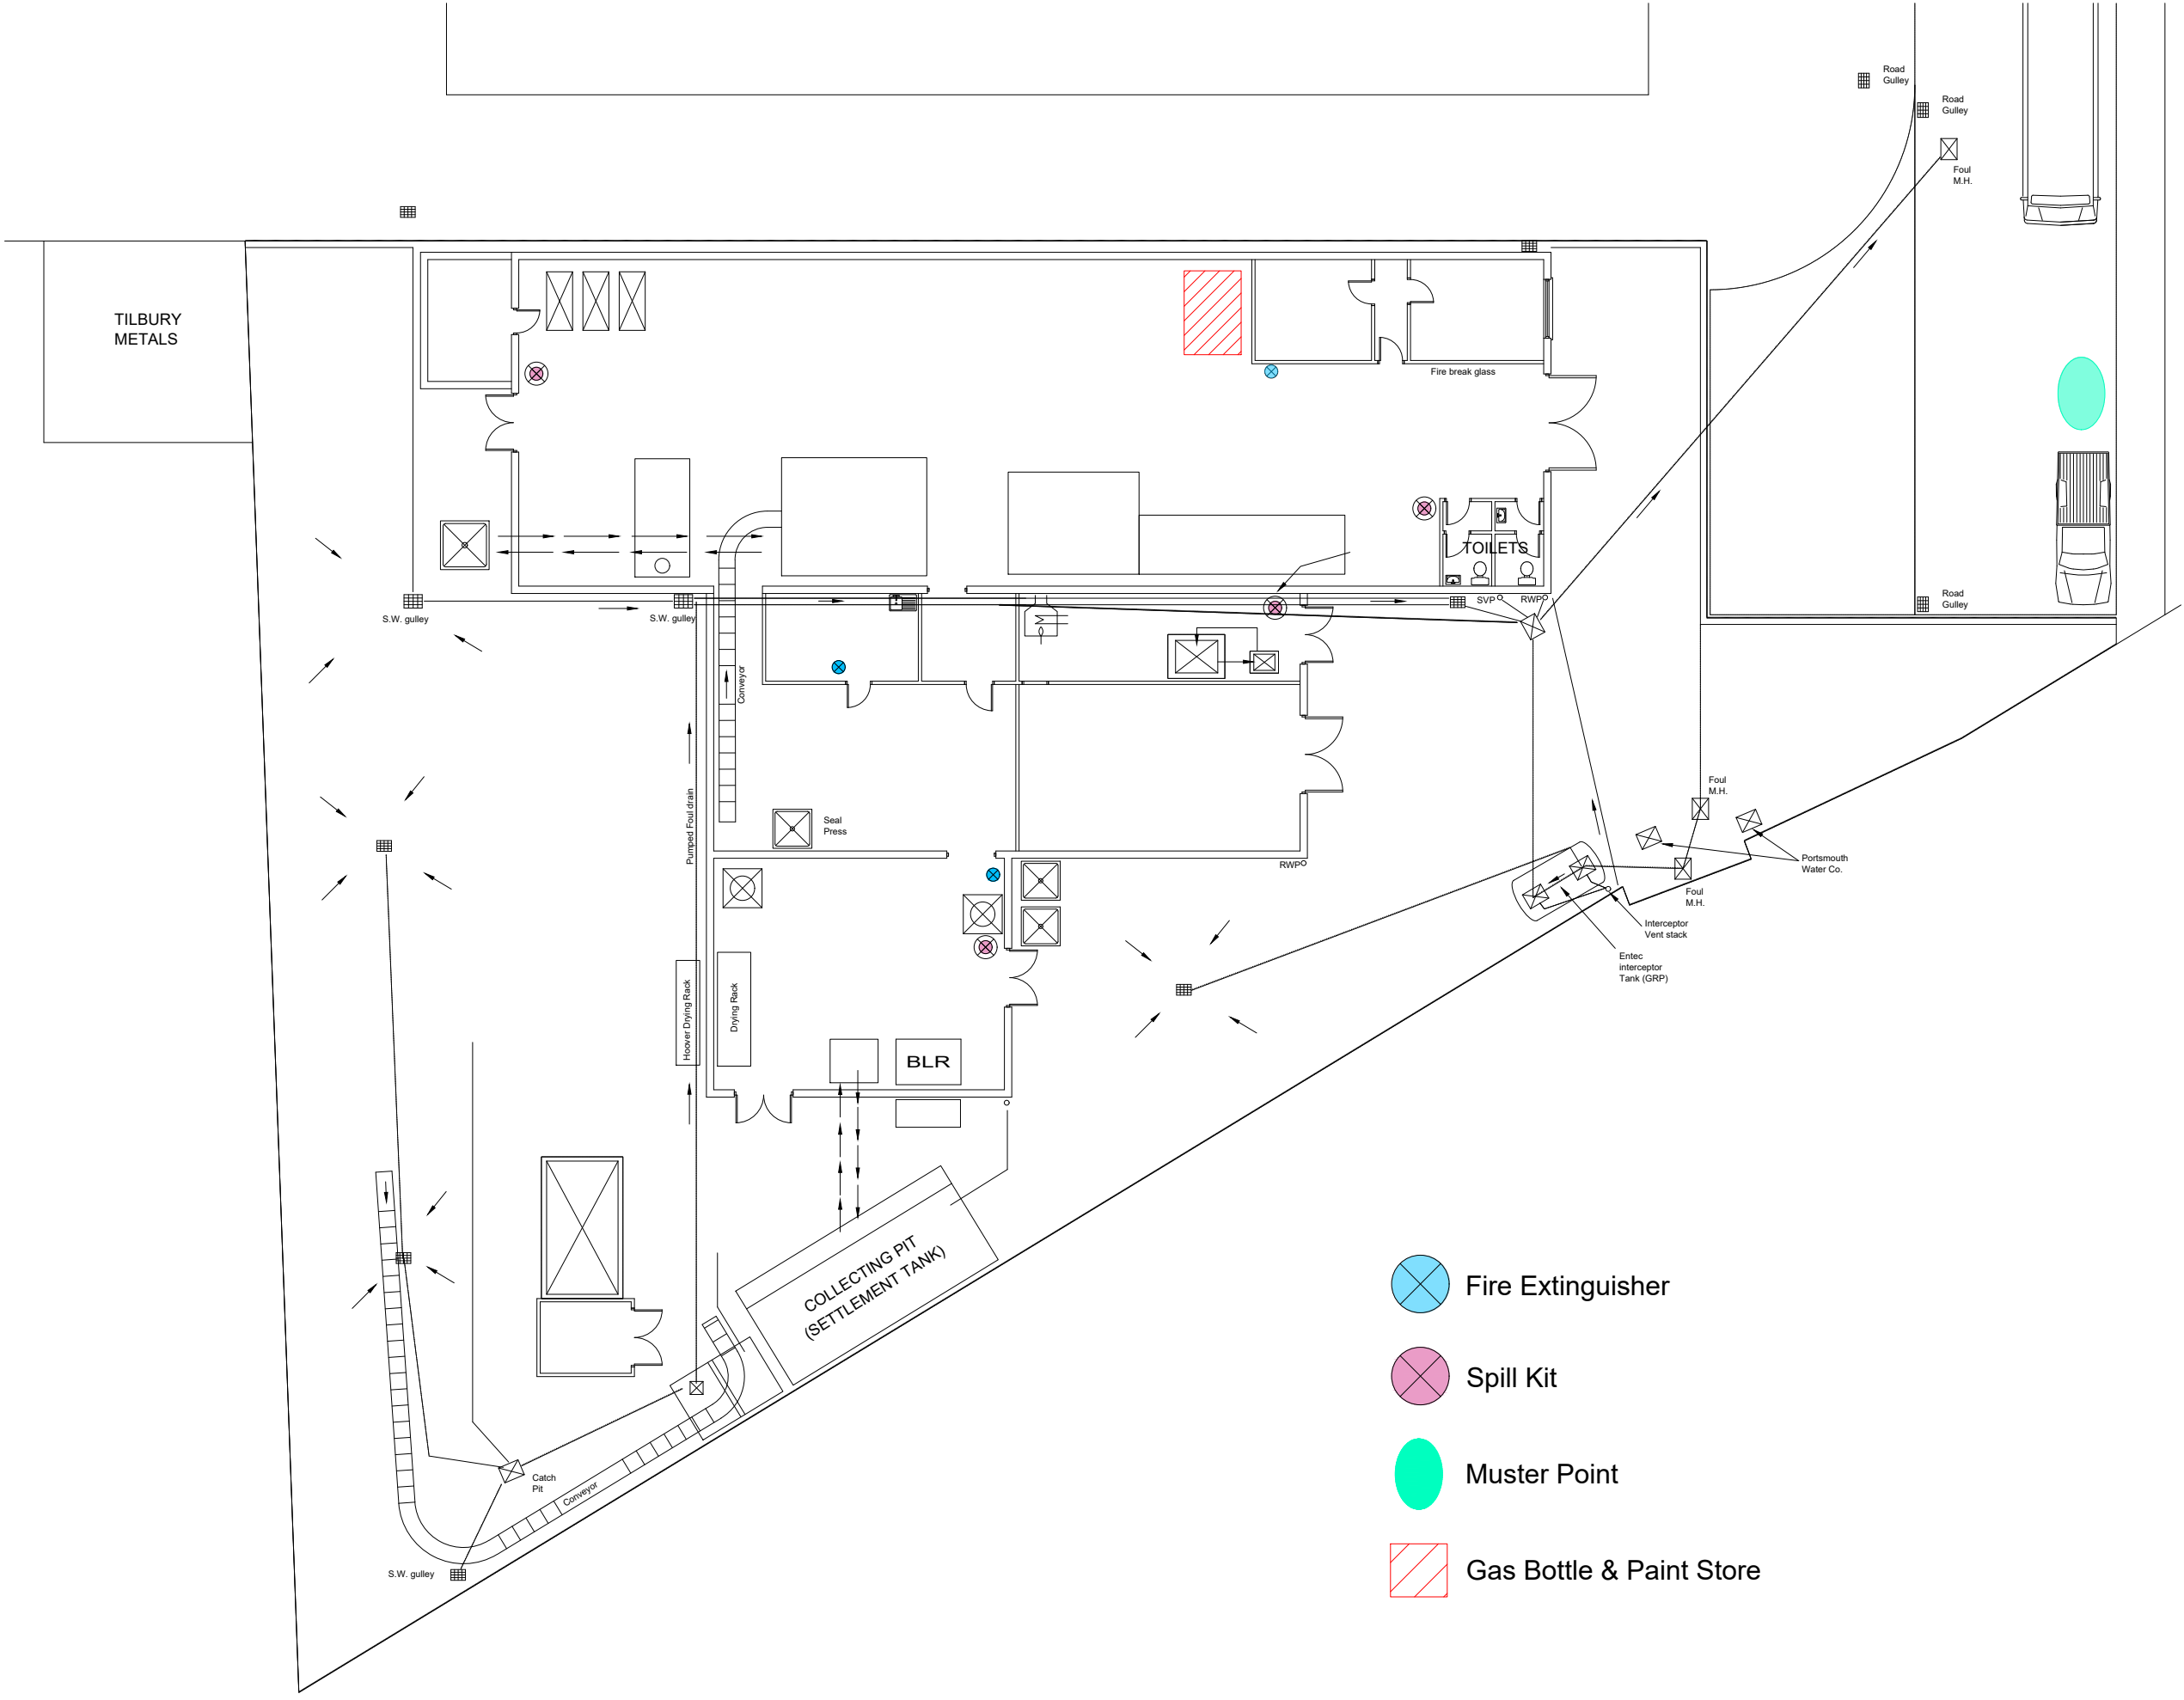 Road
Gulley
Road
Gulley
Foul
M.H.
TILBURY
METALS
Fire break glass
TOILETS
S.W. gulley
S.W. gulley
SVP
RWP
Road
Gulley
Conveyor
Pumped Foul drain
Seal
Press
RWP
Foul
M.H.
Portsmouth
Water Co.
Foul
M.H.
Interceptor
Vent stack
Entec
interceptor
Tank (GRP)
Hoover Drying Rack
Drying Rack
BLR
COLLECTING PIT
(SETTLEMENT TANK)
Catch
Pit
Conveyor
S.W. gulley
Fire Extinguisher
Spill Kit
Muster Point
Gas Bottle & Paint Store